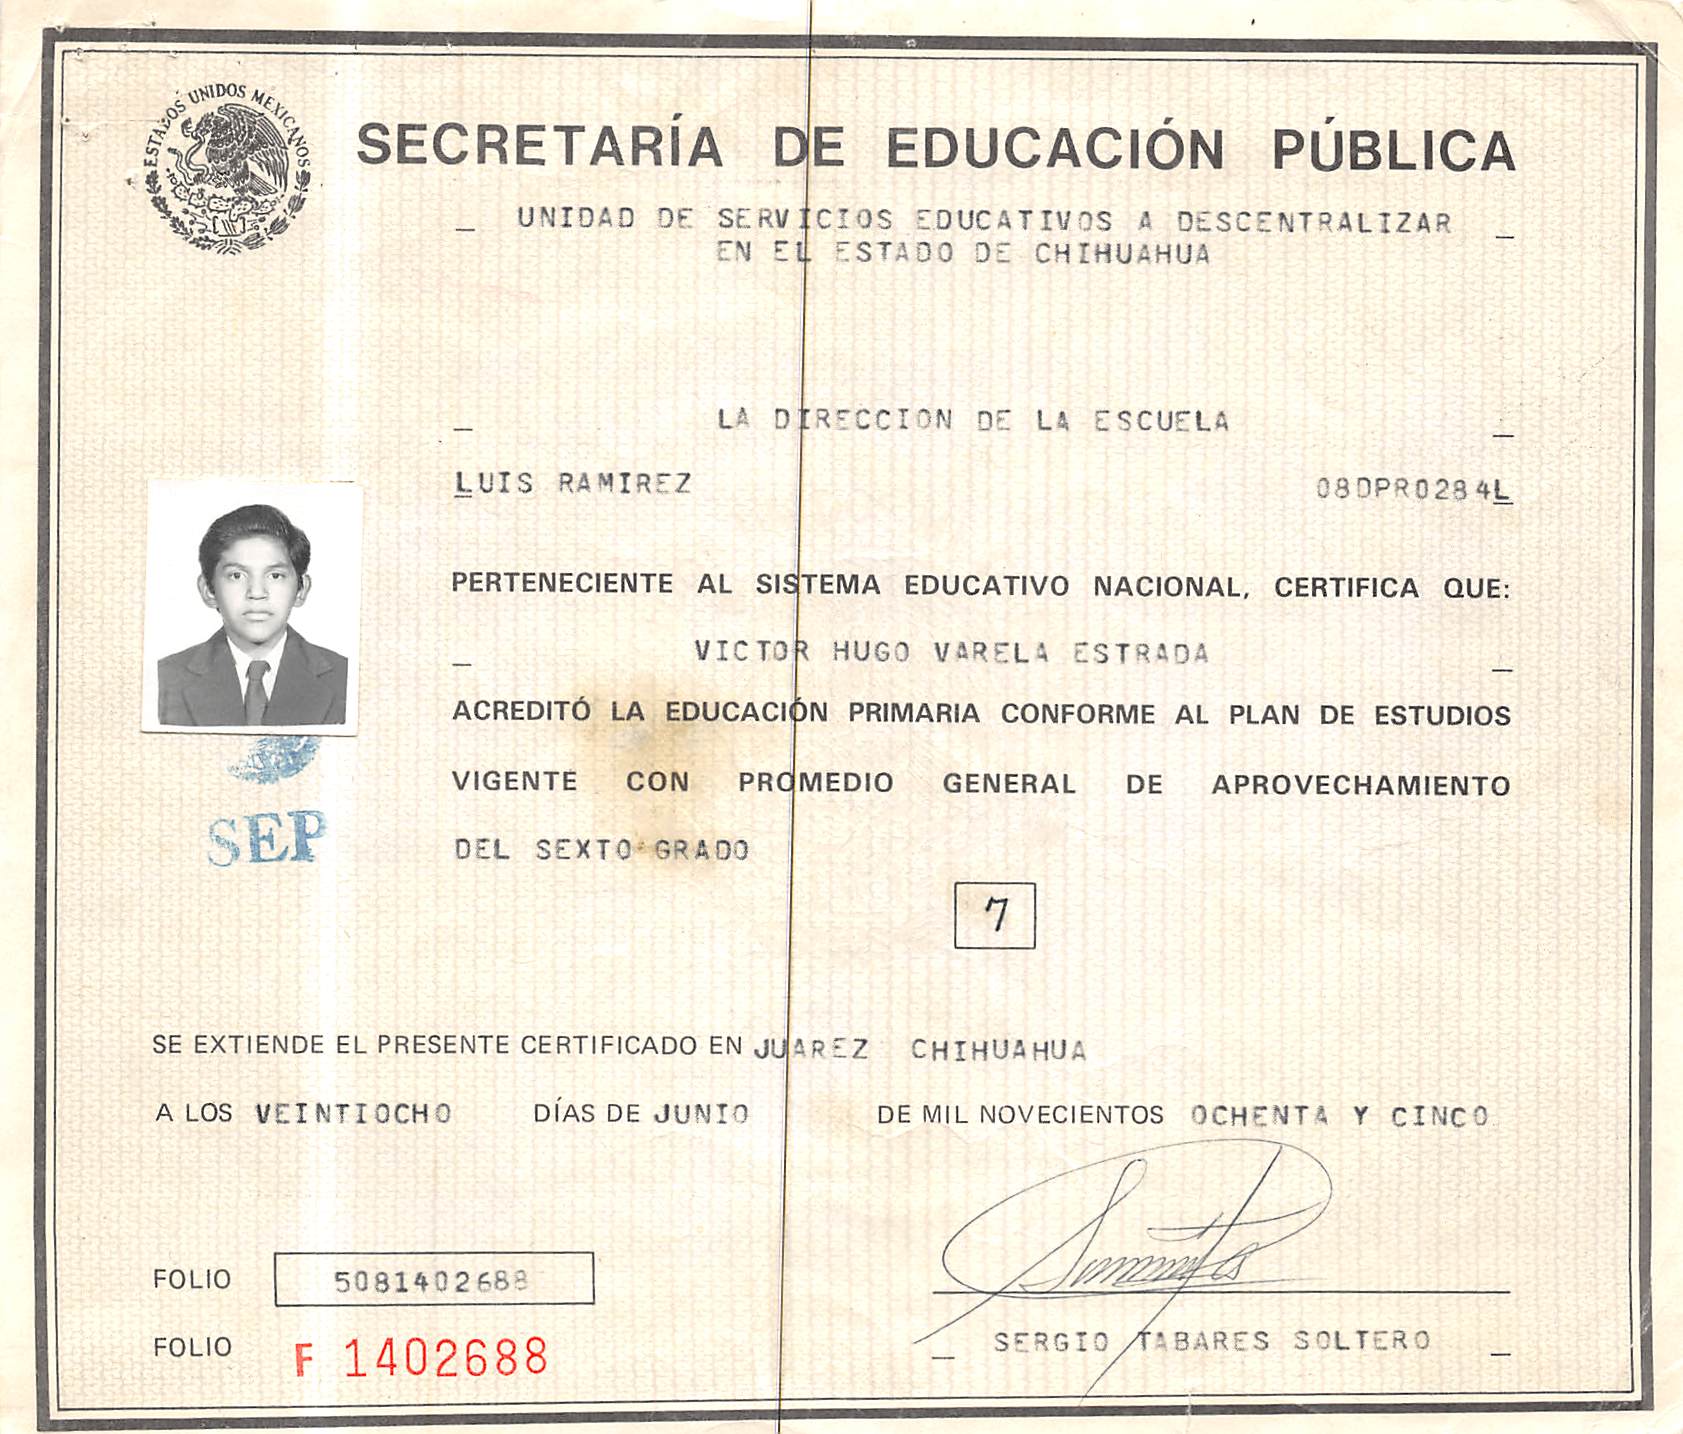 ESTADOS UNIDOS MEXICANOS
SECRETARÍA DE EDUCACIÓN PÚBLICA
UNIDAD DE SERVICIOS EDUCATIVOS A DESCENTRALIZAR
EN EL ESTADO DE CHIHUAHUA
LA DIRECCION DE LA ESCUELA
LUIS RAMIREZ 08DPR0284L
PERTENECIENTE AL SISTEMA EDUCATIVO NACIONAL, CERTIFICA QUE:
VICTOR HUGO VARELA ESTRADA
ACREDITÓ LA EDUCACIÓN PRIMARIA CONFORME AL PLAN DE ESTUDIOS
VIGENTE CON PROMEDIO GENERAL DE APROVECHAMIENTO
SEP
DEL SEXTO GRADO
7
SE EXTIENDE EL PRESENTE CERTIFICADO EN JUAREZ CHIHUAHUA
A LOS VEINTIOCHO DÍAS DE JUNIO DE MIL NOVECIENTOS OCHENTA Y CINCO
FOLIO 5081402688
FOLIO F 1402688
SERGIO TABARES SOLTERO